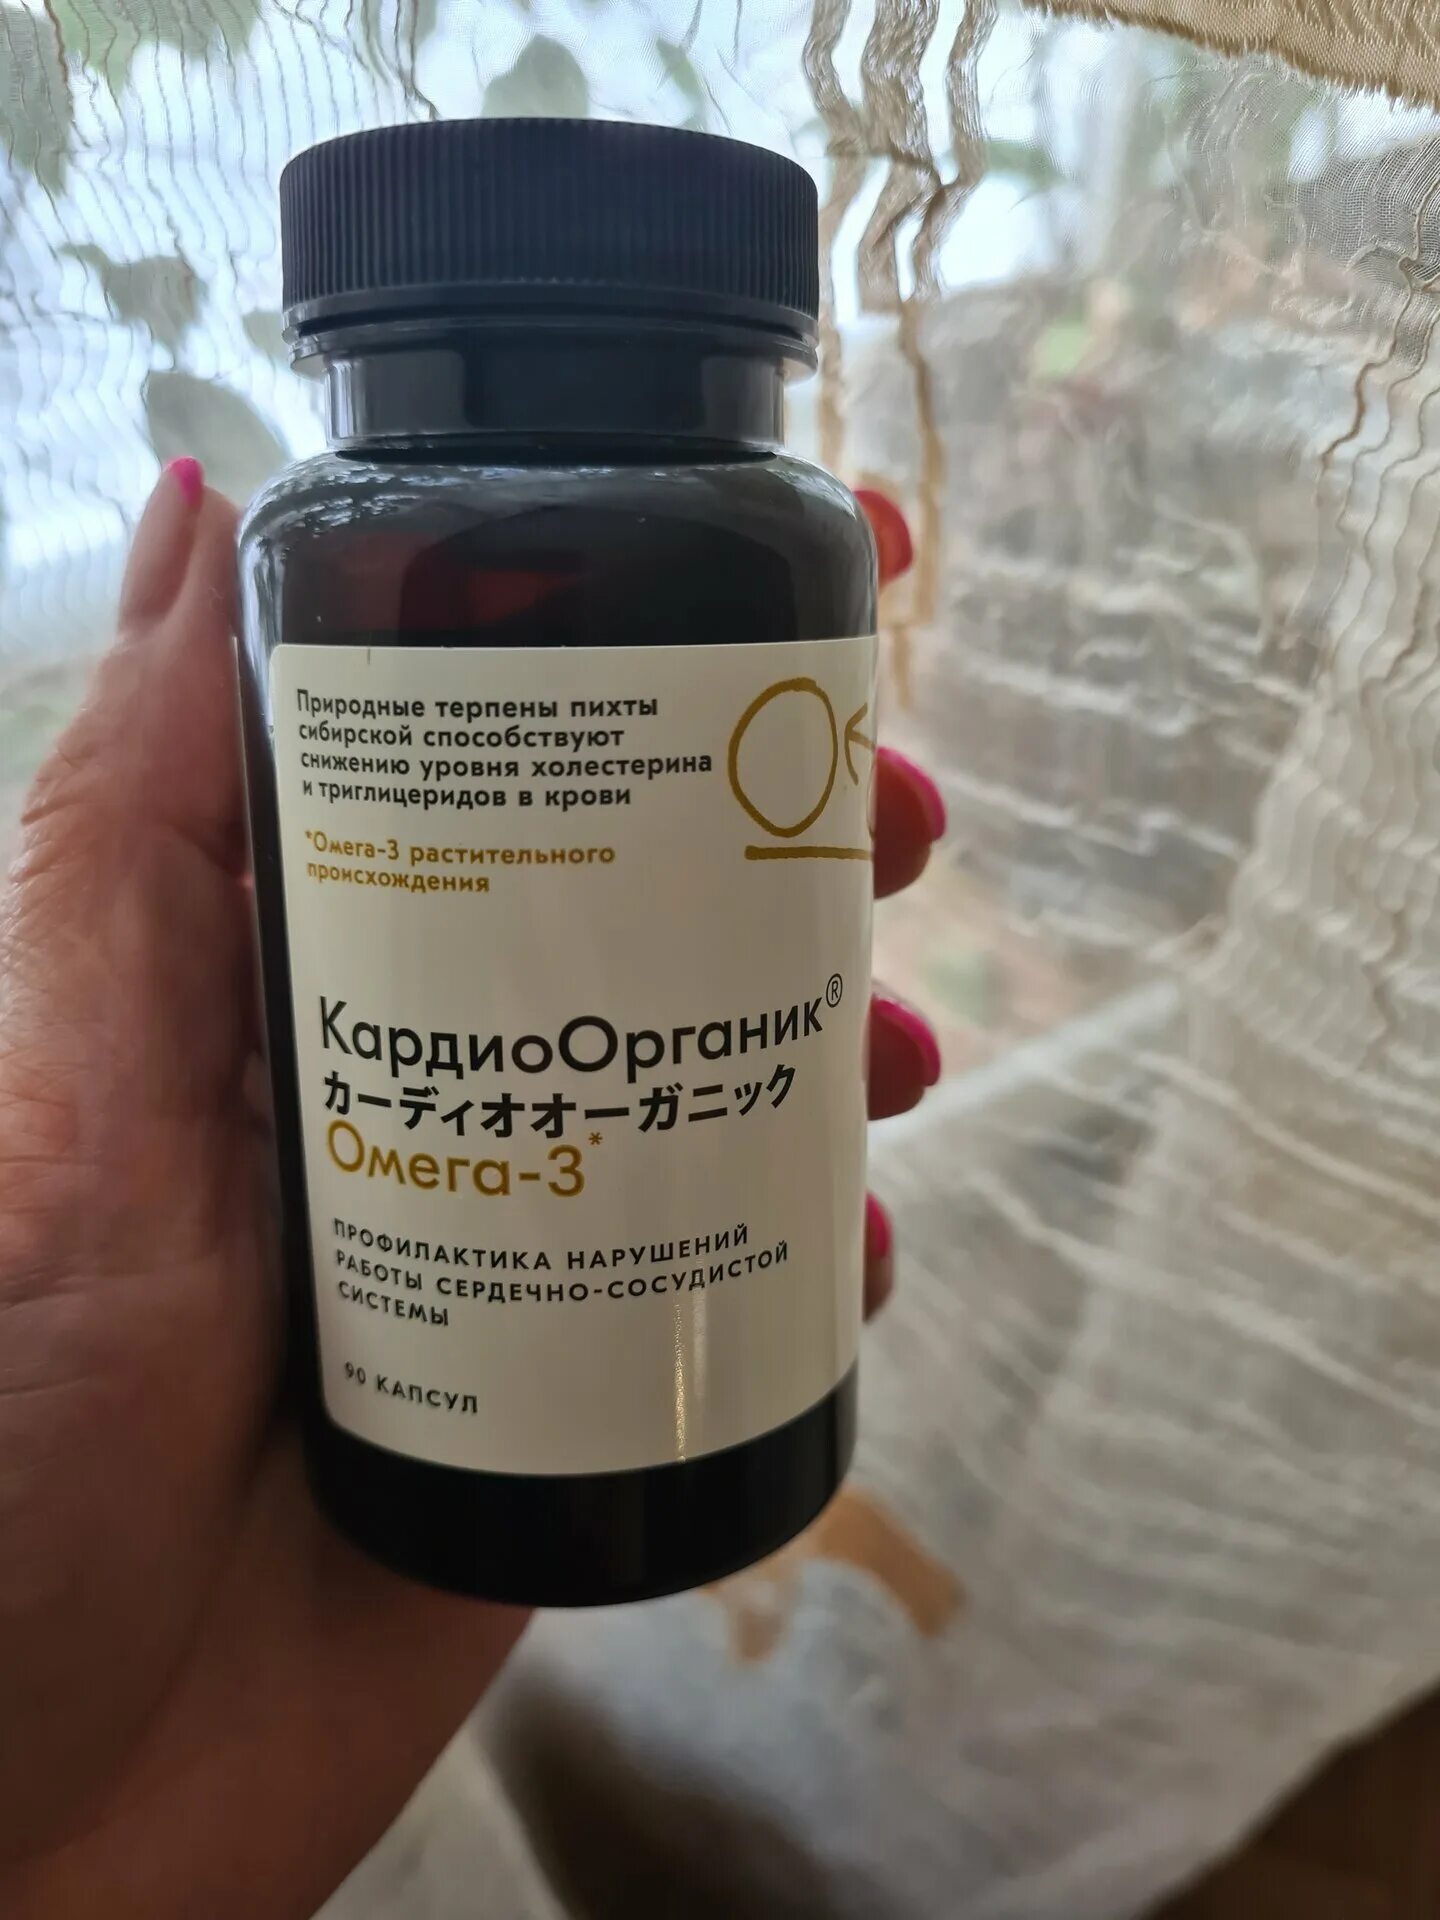 Природные терпены пихты
сибирской способствуют
снижению уровня холестерина
и триглицеридов в крови
*Омега-3 растительного
происхождения
КардиоОрганик®
カーディオオーガニック
Омега-3*
ПРОФИЛАКТИКА НАРУШЕНИЙ
РАБОТЫ СЕРДЕЧНО-СОСУДИСТОЙ
СИСТЕМЫ
90 КАПСУЛ